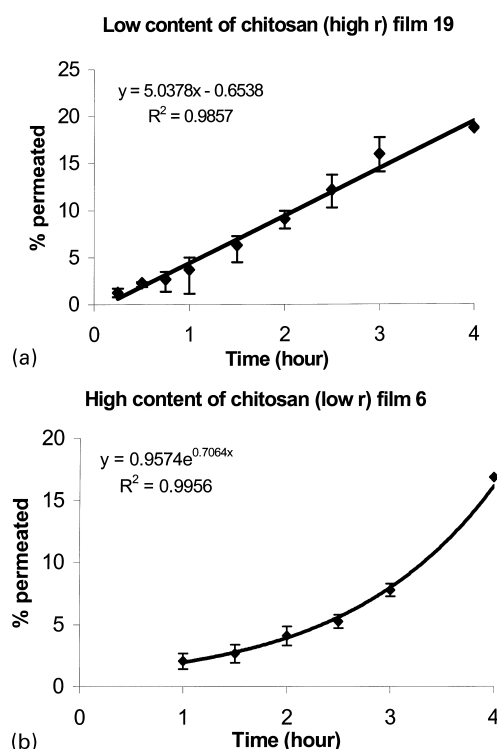 Low content of chitosan (high r) film 19
y = 5.0378x - 0.6538
R² = 0.9857
25
20
15
10
5
0
% permeated
0 1 2 3 4
Time (hour)
(a)
High content of chitosan (low r) film 6
y = 0.9574e^0.7064x
R² = 0.9956
20
15
10
5
0
% permeated
0 1 2 3 4
Time (hour)
(b)